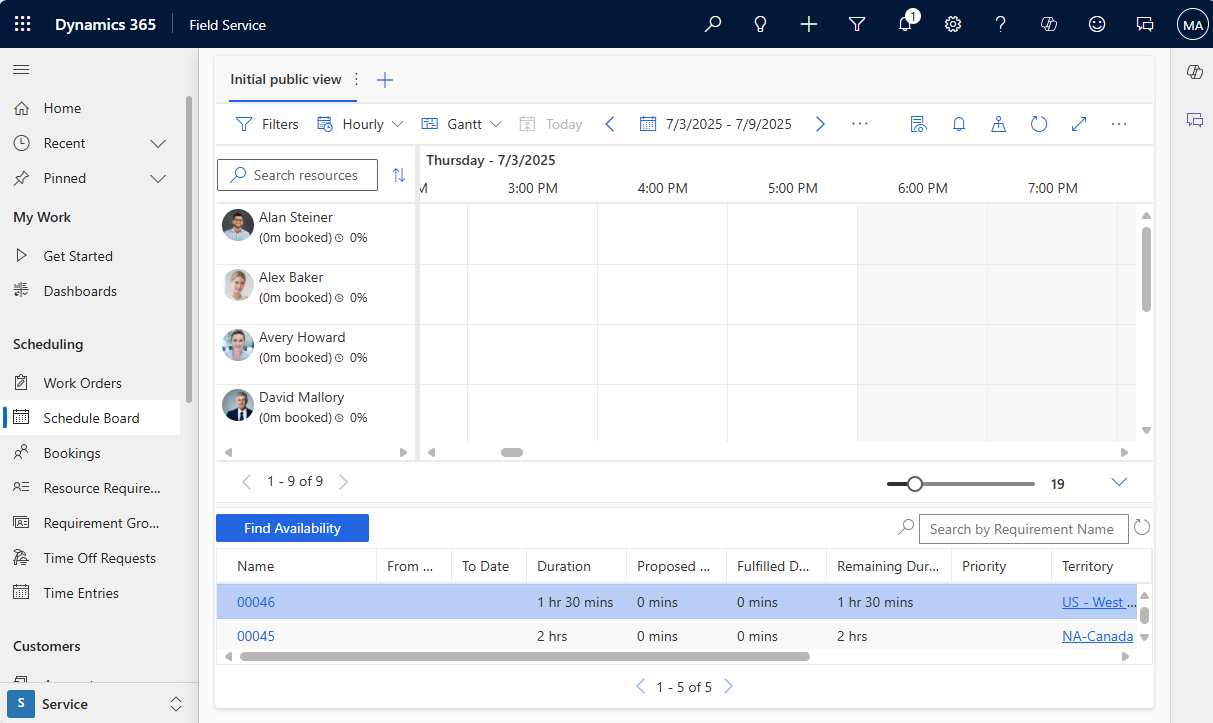 Dynamics 365 Field Service 1 MA
Home
Recent
Pinned
My Work
Get Started
Dashboards
Scheduling
Work Orders
Schedule Board
Bookings
Resource Require...
Requirement Gro...
Time Off Requests
Time Entries
Customers
S Service
Initial public view
Filters Hourly Gantt Today 7/3/2025 - 7/9/2025
Search resources
Thursday - 7/3/2025
3:00 PM 4:00 PM 5:00 PM 6:00 PM 7:00 PM
Alan Steiner
(0m booked) 0%
Alex Baker
(0m booked) 0%
Avery Howard
(0m booked) 0%
David Mallory
(0m booked) 0%
1 - 9 of 9 19
Find Availability Search by Requirement Name
Name From ... To Date Duration Proposed ... Fulfilled D... Remaining Dur... Priority Territory
00046 1 hr 30 mins 0 mins 0 mins 1 hr 30 mins US - West ...
00045 2 hrs 0 mins 0 mins 2 hrs NA-Canada
1 - 5 of 5